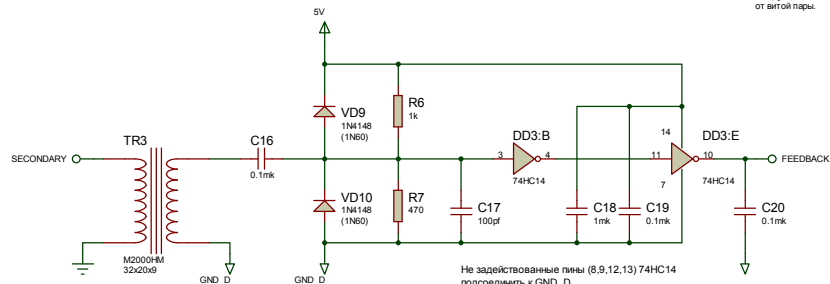 от витой пары.
5V
VD9
1N4148
(1N60)
R6
1k
TR3
C16
DD3:B
14
DD3:E
SECONDARY
3
4
11
10
FEEDBACK
0.1mk
74HC14
7
74HC14
VD10
1N4148
(1N60)
R7
470
C17
100pf
C18
1mk
C19
0.1mk
C20
0.1mk
M2000HM
32x20x9
GND_D
GND_D
Не задействованные пины (8,9,12,13) 74HC14
подсоединить к GND_D